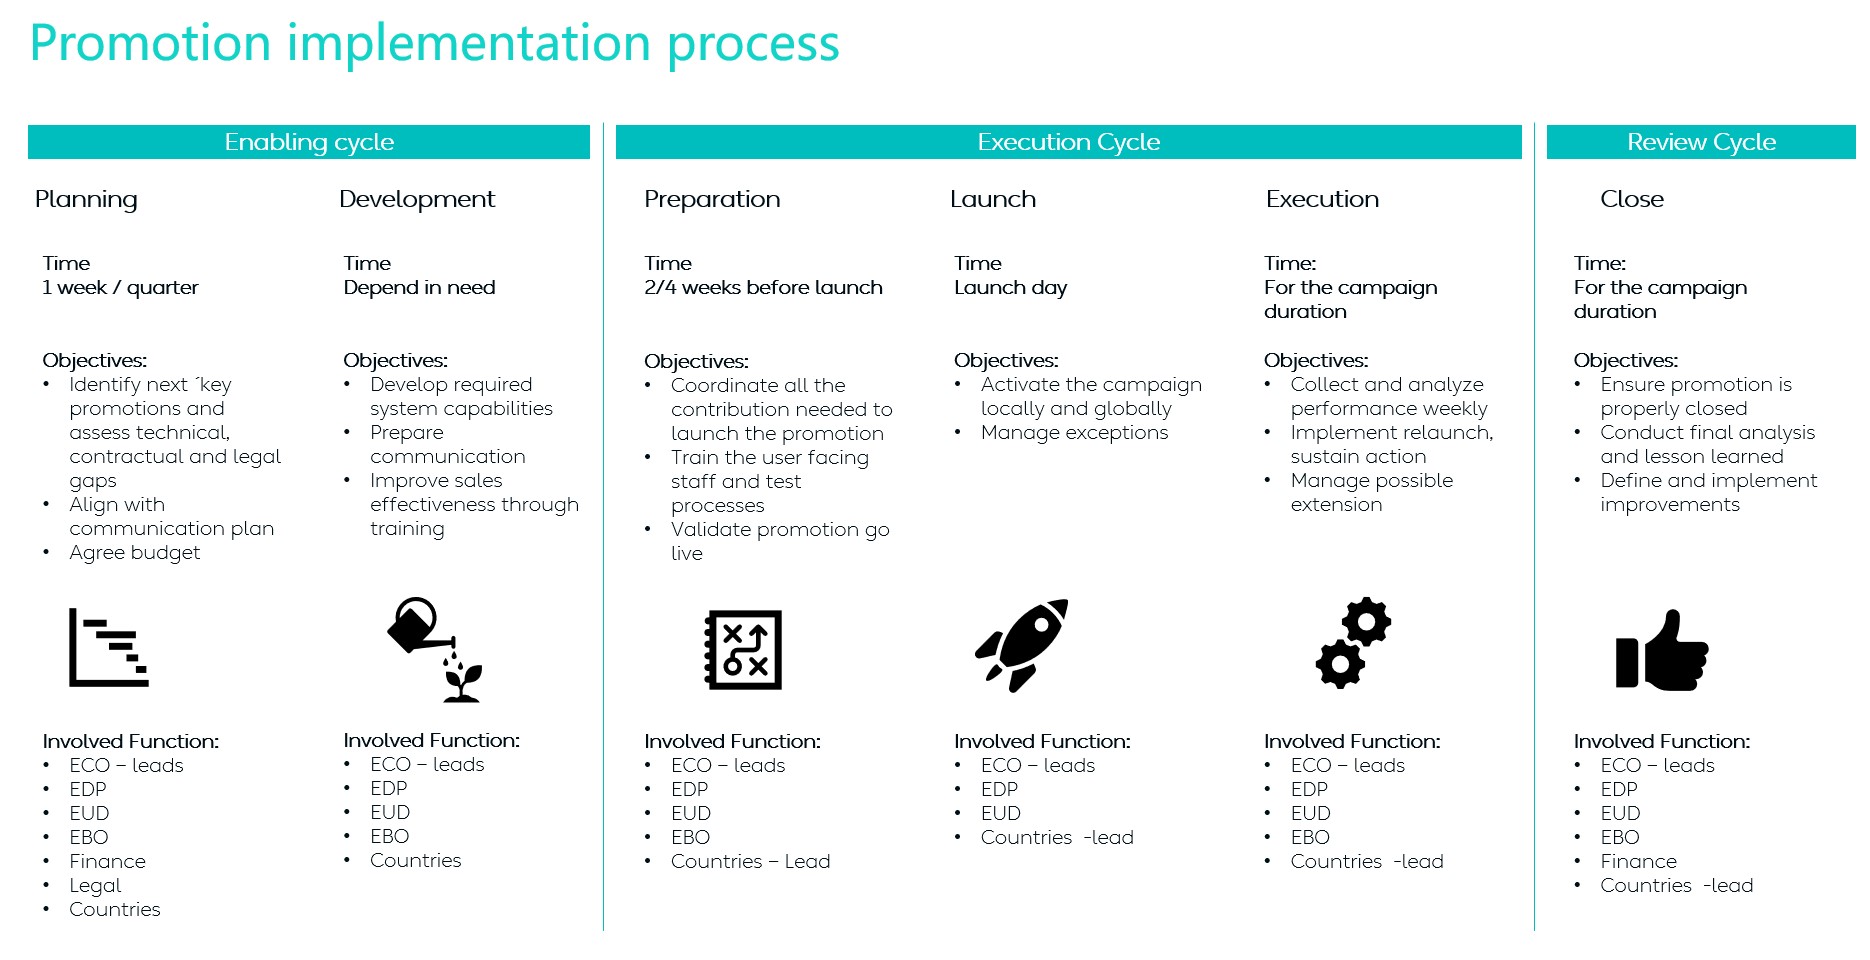 Promotion implementation process
Enabling cycle
Planning
Time
1 week / quarter
Objectives:
• Identify next ´key
promotions and
assess technical,
contractual and legal
gaps
• Align with
communication plan
• Agree budget
Involved Function:
• ECO – leads
• EDP
• EUD
• EBO
• Finance
• Legal
• Countries
Development
Time
Depend in need
Objectives:
• Develop required
system capabilities
• Prepare
communication
• Improve sales
effectiveness through
training
Involved Function:
• ECO – leads
• EDP
• EUD
• EBO
• Countries
Execution Cycle
Preparation
Time
2/4 weeks before launch
Objectives:
• Coordinate all the
contribution needed to
launch the promotion
• Train the user facing
staff and test
processes
• Validate promotion go
live
Involved Function:
• ECO – leads
• EDP
• EUD
• EBO
• Countries – Lead
Launch
Time
Launch day
Objectives:
• Activate the campaign
locally and globally
• Manage exceptions
Involved Function:
• ECO – leads
• EDP
• EUD
• Countries -lead
Execution
Time:
For the campaign
duration
Objectives:
• Collect and analyze
performance weekly
• Implement relaunch,
sustain action
• Manage possible
extension
Involved Function:
• ECO – leads
• EDP
• EUD
• EBO
• Countries -lead
Review Cycle
Close
Time:
For the campaign
duration
Objectives:
• Ensure promotion is
properly closed
• Conduct final analysis
and lesson learned
• Define and implement
improvements
Involved Function:
• ECO – leads
• EDP
• EUD
• EBO
• Finance
• Countries -lead